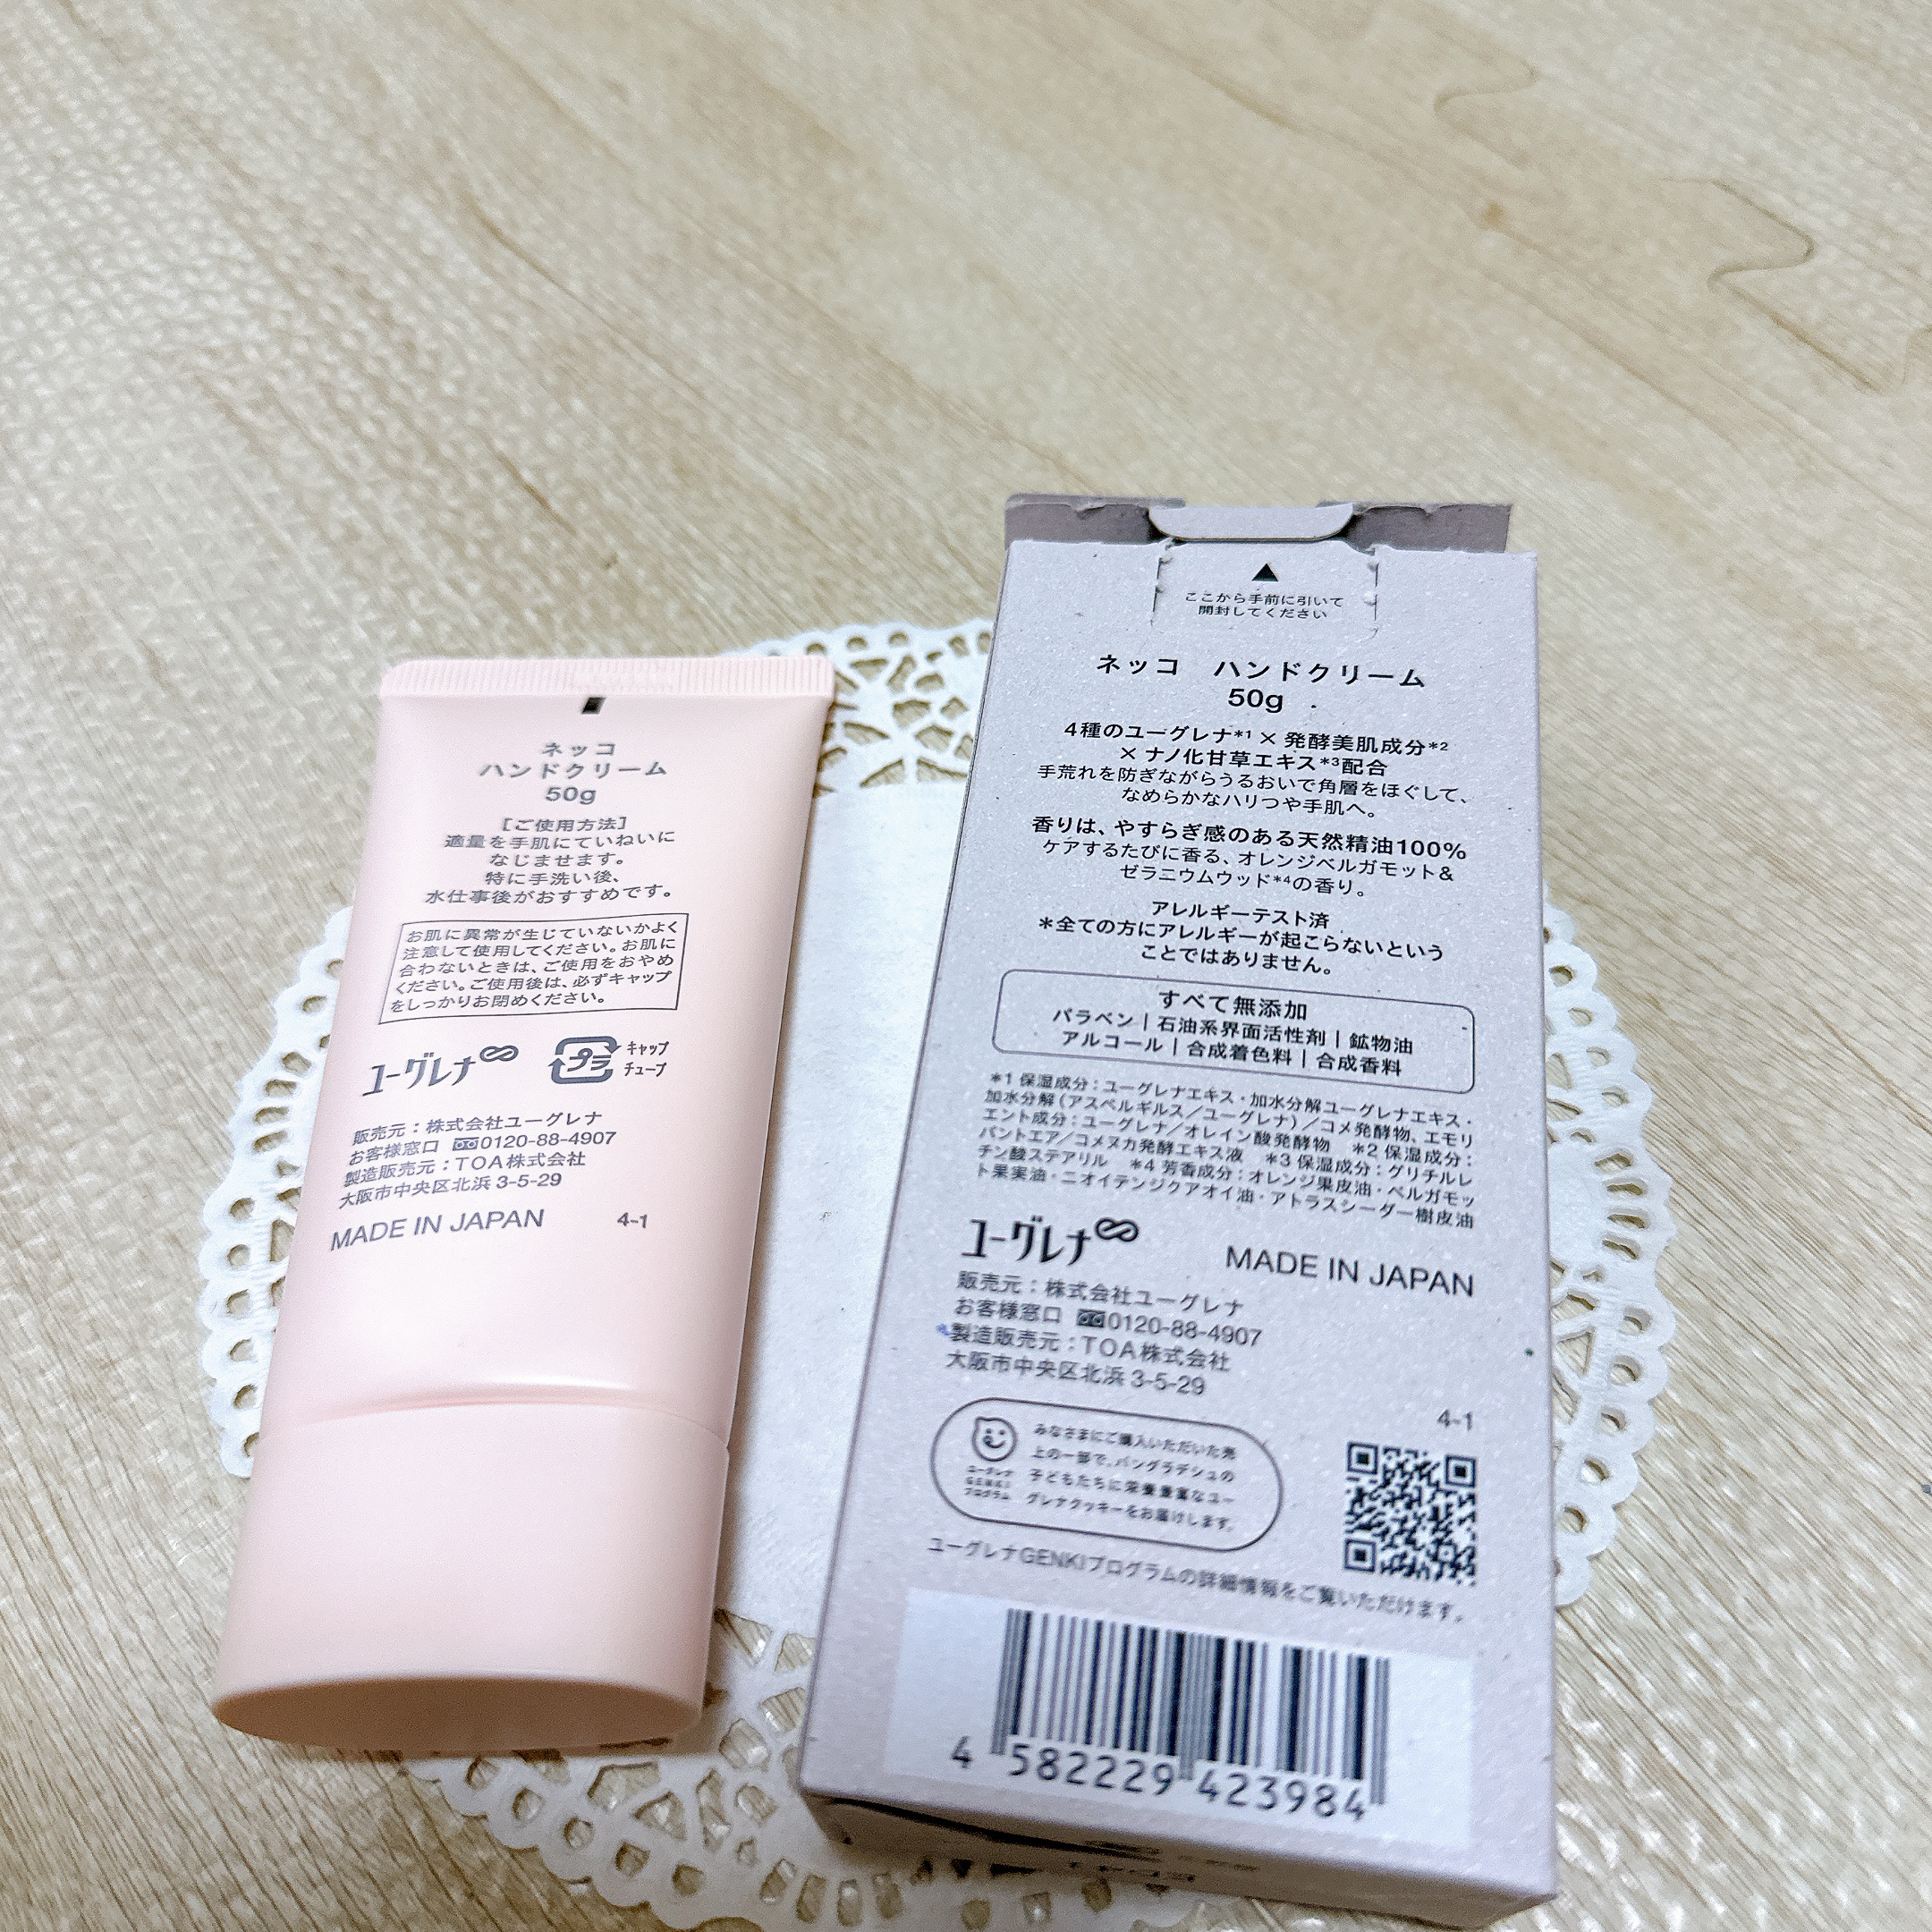 ネッコ
ハンドクリーム
50g
[ご使用方法]
適量を手肌にていねいに
なじませます。
特に手洗い後、
水仕事後がおすすめです。
お肌に異常が生じていないかよく
注意して使用してください。お肌に
合わないときは、ご使用をおやめ
ください。ご使用後は、必ずキャップ
をしっかりお閉めください。
ユーグレナ
プラ
キャップ
チューブ
販売元：株式会社ユーグレナ
お客様窓口 0120-88-4907
製造販売元：TOA株式会社
大阪市中央区北浜 3-5-29
MADE IN JAPAN 4-1
ここから手前に引いて
開封してください
ネッコ ハンドクリーム
50g
4種のユーグレナ*1 × 発酵美肌成分*2
× ナノ化甘草エキス*3配合
手荒れを防ぎながらうるおいで角層をほぐして、
なめらかなハリつや手肌へ。
香りは、やすらぎ感のある天然精油100%
ケアするたびに香る、オレンジベルガモット&
ゼラニウムウッド*4の香り。
アレルギーテスト済
*全ての方にアレルギーが起こらないという
ことではありません。
すべて無添加
パラベン｜石油系界面活性剤｜鉱物油
アルコール｜合成着色料｜合成香料
*1 保湿成分：ユーグレナエキス・加水分解ユーグレナエキス・
加水分解（アスペルギルス／ユーグレナ）／コメ発酵物、エモリ
エント成分：ユーグレナ／オレイン酸発酵物 *2 保湿成分：
パントエア／コメヌカ発酵エキス液 *3 保湿成分：グリチルレ
チン酸ステアリル *4 芳香成分：オレンジ果皮油・ベルガモッ
ト果実油・ニオイテンジクアオイ油・アトラスシーダー樹皮油
ユーグレナ
MADE IN JAPAN
販売元：株式会社ユーグレナ
お客様窓口 0120-88-4907
製造販売元：TOA株式会社
大阪市中央区北浜 3-5-29
4-1
ユーグレナ
GENKI
プログラム
みなさまにご購入いただいた売
上の一部で、バングラデシュの
子どもたちに栄養豊富なユー
グレナクッキーをお届けします。
ユーグレナGENKIプログラムの詳細情報をご覧いただけます。
4 582229 423984